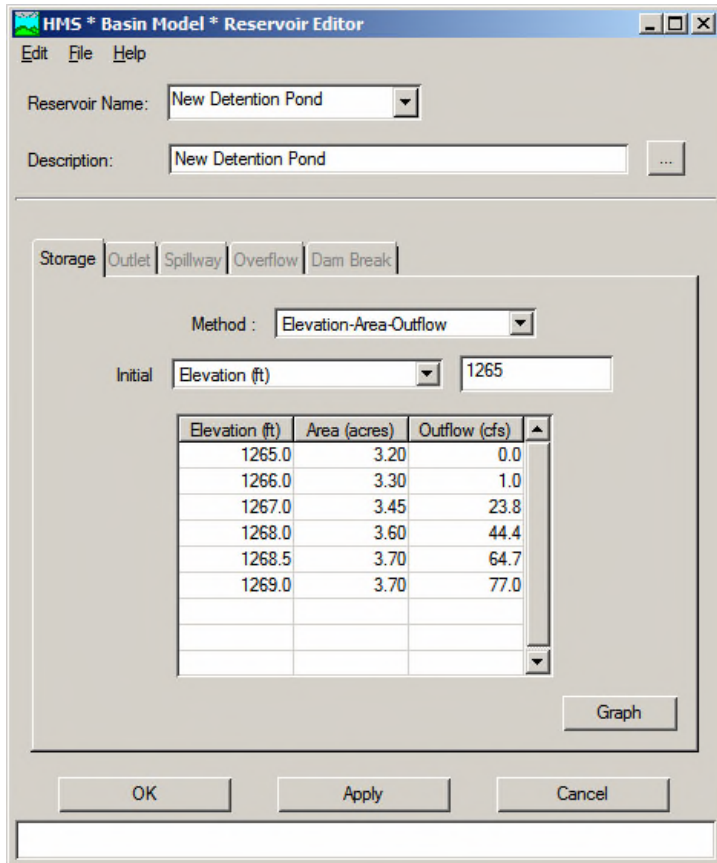 HMS * Basin Model * Reservoir Editor
Edit File Help
Reservoir Name: New Detention Pond
Description: New Detention Pond ...
Storage Outlet Spillway Overflow Dam Break
Method : Elevation-Area-Outflow
Initial Elevation (ft) 1265
Elevation (ft) Area (acres) Outflow (cfs)
1265.0 3.20 0.0
1266.0 3.30 1.0
1267.0 3.45 23.8
1268.0 3.60 44.4
1268.5 3.70 64.7
1269.0 3.70 77.0
Graph
OK Apply Cancel